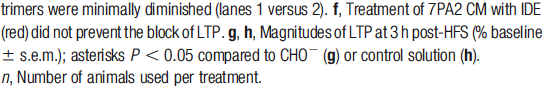 trimers were minimally diminished (lanes 1 versus 2). f, Treatment of 7PA2 CM with IDE
(red) did not prevent the block of LTP. g, h, Magnitudes of LTP at 3 h post-HFS (% baseline
± s.e.m.); asterisks P < 0.05 compared to CHO⁻ (g) or control solution (h).
n, Number of animals used per treatment.